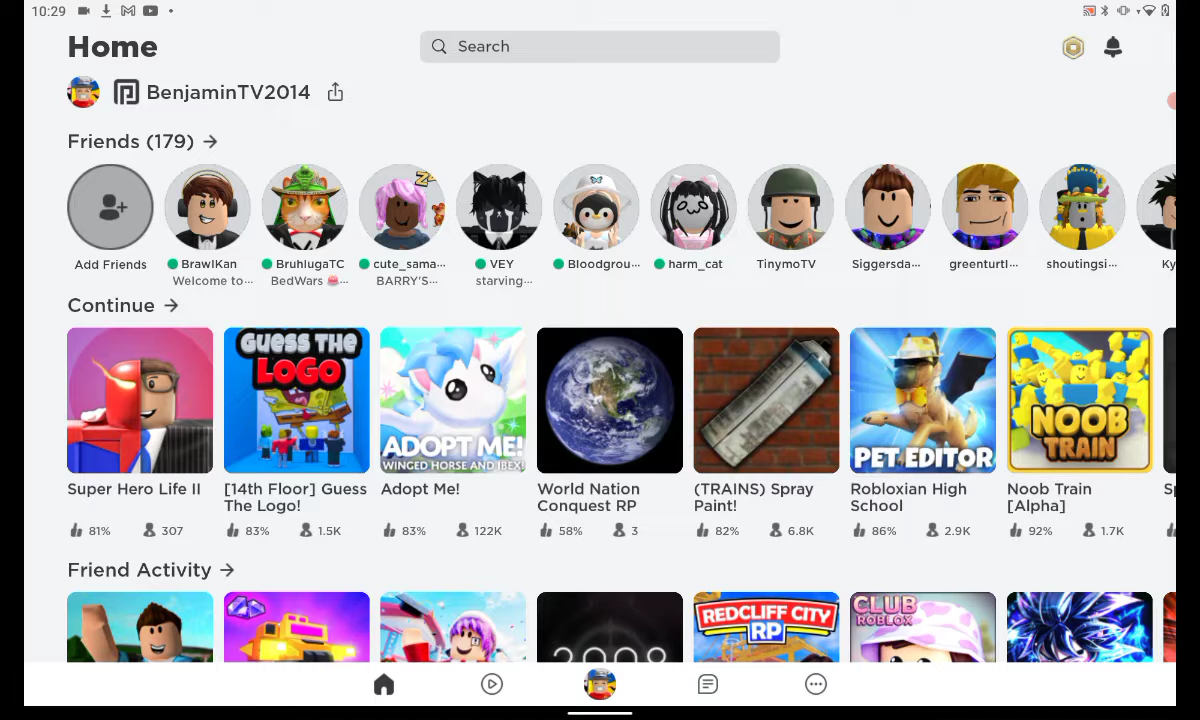 10:29
Home
Search
BenjaminTV2014
Friends (179) →
Add Friends
BrawlKan
Welcome to...
BruhlugaTC
BedWars ...
cute_sama...
BARRY'S...
VEY
starving...
Bloodgrou...
harm_cat
TinymoTV
Siggersda...
greenturtl...
shoutingsi...
Ky
Continue →
GUESS THE
LOGO
ADOPT ME!
WINGED HORSE AND IBEX!
PET EDITOR
NOOB
TRAIN
Super Hero Life II
81% 307
[14th Floor] Guess
The Logo!
83% 1.5K
Adopt Me!
83% 122K
World Nation
Conquest RP
58% 3
(TRAINS) Spray
Paint!
82% 6.8K
Robloxian High
School
86% 2.9K
Noob Train
[Alpha]
92% 1.7K
Sp
Friend Activity →
REDCLIFF CITY
RP
CLUB
ROBLOX